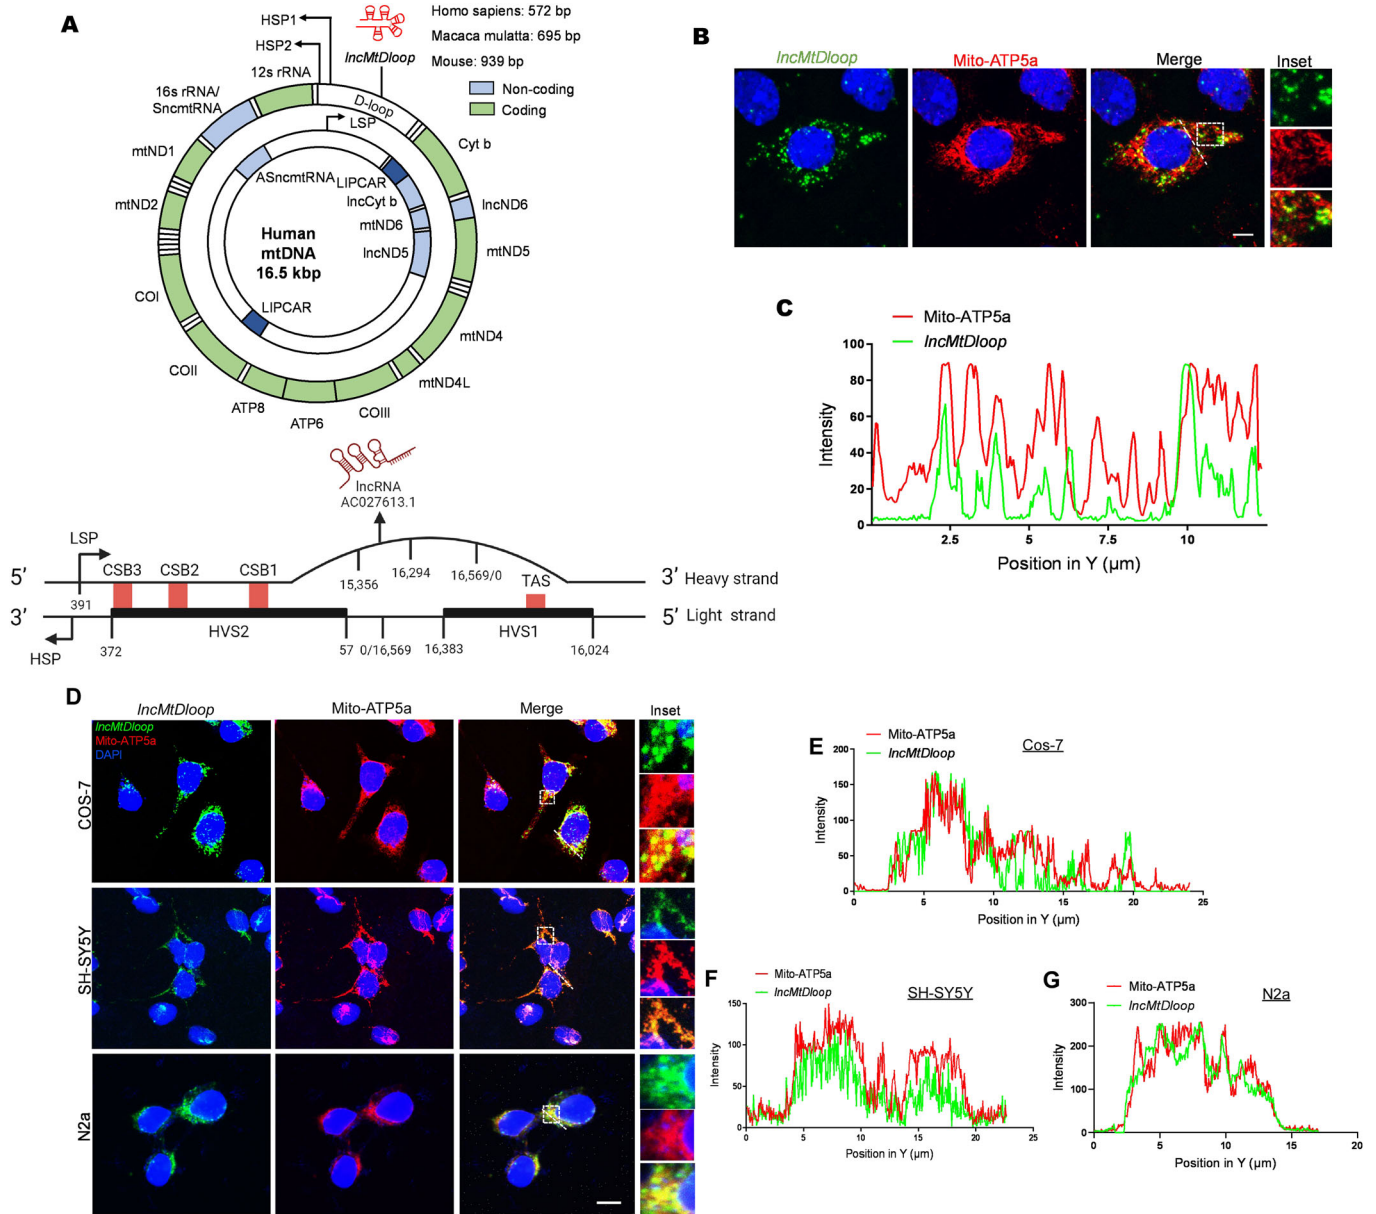 A
HSP1
HSP2
Homo sapiens: 572 bp
Macaca mulatta: 695 bp
Mouse: 939 bp
lncMtDloop
Non-coding
Coding
12s rRNA
16s rRNA/
SncmtRNA
D-loop
LSP
Cyt b
mtND1
ASncmtRNA
LIPCAR
lncCyt b
mtND6
lncND5
lncND6
mtND2
mtND5
Human
mtDNA
16.5 kbp
COI
LIPCAR
mtND4
COII
mtND4L
ATP8
ATP6
COIII
lncRNA
AC027613.1
LSP
5′
CSB3
CSB2
CSB1
15,356
16,294
16,569/0
TAS
3′ Heavy strand
391
3′
5′ Light strand
HVS2
HVS1
HSP
372
57
0/16,569
16,383
16,024
B
lncMtDloop
Mito-ATP5a
Merge
Inset
C
Mito-ATP5a
lncMtDloop
100
80
60
40
20
0
Intensity
2.5
5
7.5
10
Position in Y (µm)
D
lncMtDloop
Mito-ATP5a
Merge
Inset
lncMtDloop
Mito-ATP5a
DAPI
COS-7
SH-SY5Y
N2a
E
Mito-ATP5a
lncMtDloop
Cos-7
200
150
100
50
0
Intensity
0
5
10
15
20
25
Position in Y (µm)
F
Mito-ATP5a
lncMtDloop
SH-SY5Y
150
100
50
0
Intensity
0
5
10
15
20
25
Position in Y (µm)
G
Mito-ATP5a
lncMtDloop
N2a
300
200
100
0
Intensity
0
5
10
15
20
Position in Y (µm)